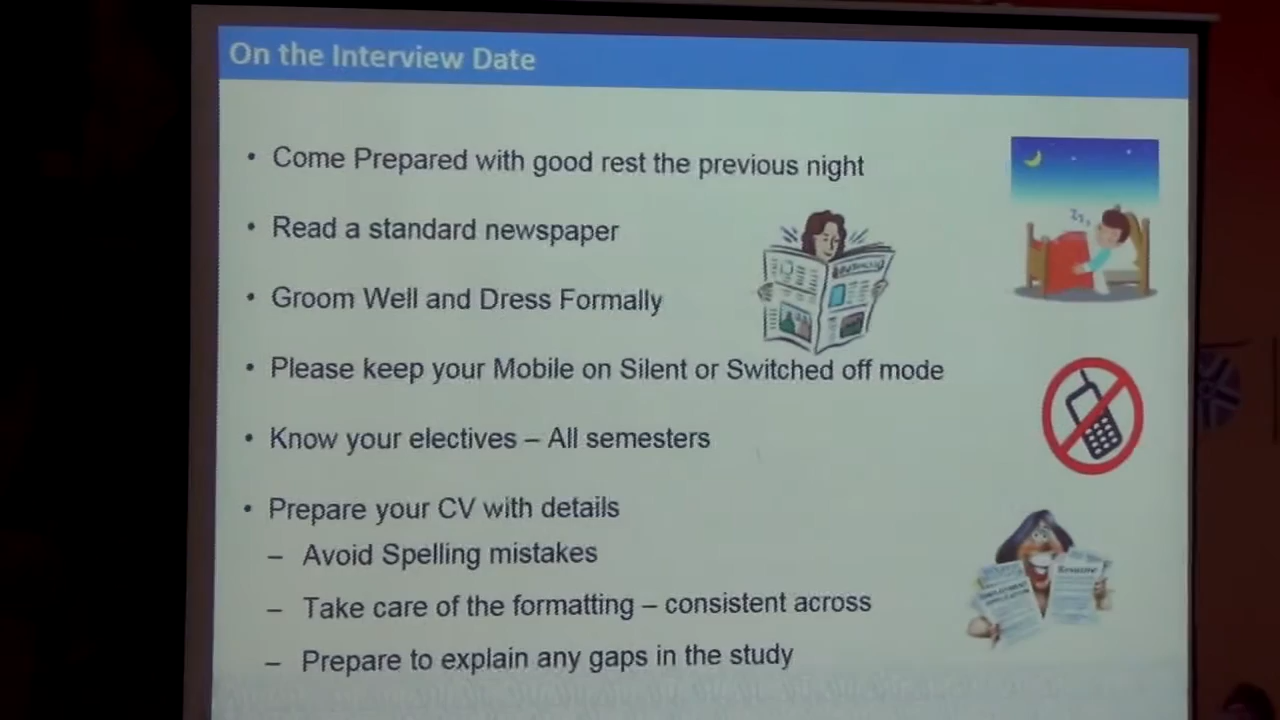 On the Interview Date
• Come Prepared with good rest the previous night
• Read a standard newspaper
• Groom Well and Dress Formally
• Please keep your Mobile on Silent or Switched off mode
• Know your electives – All semesters
• Prepare your CV with details
– Avoid Spelling mistakes
– Take care of the formatting – consistent across
– Prepare to explain any gaps in the study
Resume